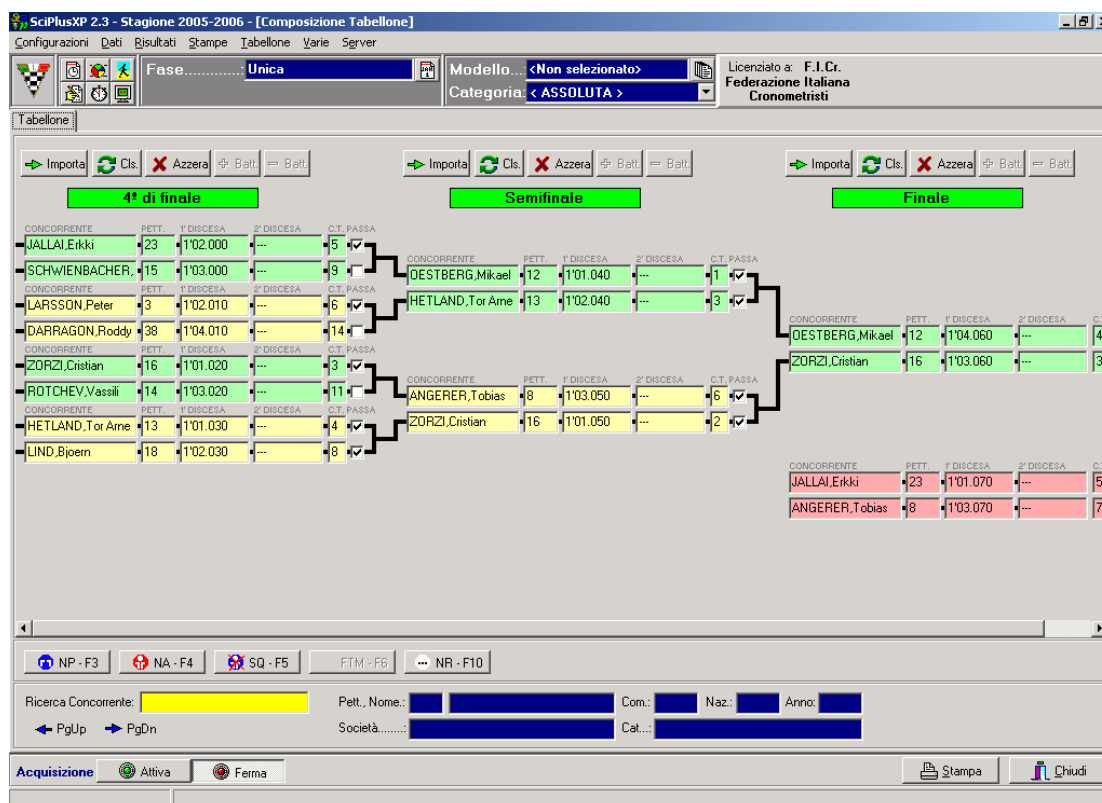 SciPlusXP 2.3 - Stagione 2005-2006 - [Composizione Tabellone]
Configurazioni Dati Risultati Stampe Tabellone Varie Server
Fase............: Unica Modello...: <Non selezionato> Licenziato a: F.I.Cr.
Categoria: < ASSOLUTA > Federazione Italiana
Cronometristi
Tabellone
Importa Cls. Azzera Batt. Batt. Importa Cls. Azzera Batt. Batt. Importa Cls. Azzera Batt. Batt.
4ª di finale Semifinale Finale
CONCORRENTE PETT. 1ª DISCESA 2ª DISCESA C.T. PASSA
JALLAI,Erkki 23 1'02.000 --- 5
SCHWIENBACHER, 15 1'03.000 --- 9
CONCORRENTE PETT. 1ª DISCESA 2ª DISCESA C.T. PASSA
LARSSON,Peter 3 1'02.010 --- 6
DARRAGON,Roddy 38 1'04.010 --- 14
CONCORRENTE PETT. 1ª DISCESA 2ª DISCESA C.T. PASSA
ZORZI,Cristian 16 1'01.020 --- 3
ROTCHEV,Vassili 14 1'03.020 --- 11
CONCORRENTE PETT. 1ª DISCESA 2ª DISCESA C.T. PASSA
HETLAND,Tor Arne 13 1'01.030 --- 4
LIND,Bjoern 18 1'02.030 --- 8
CONCORRENTE PETT. 1ª DISCESA 2ª DISCESA C.T. PASSA
OESTBERG,Mikael 12 1'01.040 --- 1
HETLAND,Tor Arne 13 1'02.040 --- 3
CONCORRENTE PETT. 1ª DISCESA 2ª DISCESA C.T. PASSA
ANGERER,Tobias 8 1'03.050 --- 6
ZORZI,Cristian 16 1'01.050 --- 2
CONCORRENTE PETT. 1ª DISCESA 2ª DISCESA C.
OESTBERG,Mikael 12 1'04.060 --- 4
ZORZI,Cristian 16 1'03.060 --- 3
CONCORRENTE PETT. 1ª DISCESA 2ª DISCESA C.
JALLAI,Erkki 23 1'01.070 --- 5
ANGERER,Tobias 8 1'03.070 --- 7
NP - F3 NA - F4 SQ - F5 FTM - F6 NR - F10
Ricerca Concorrente: Pett., Nome.: Com.: Naz.: Anno:
PgUp PgDn Società.......: Cat...:
Acquisizione Attiva Ferma Stampa Chiudi